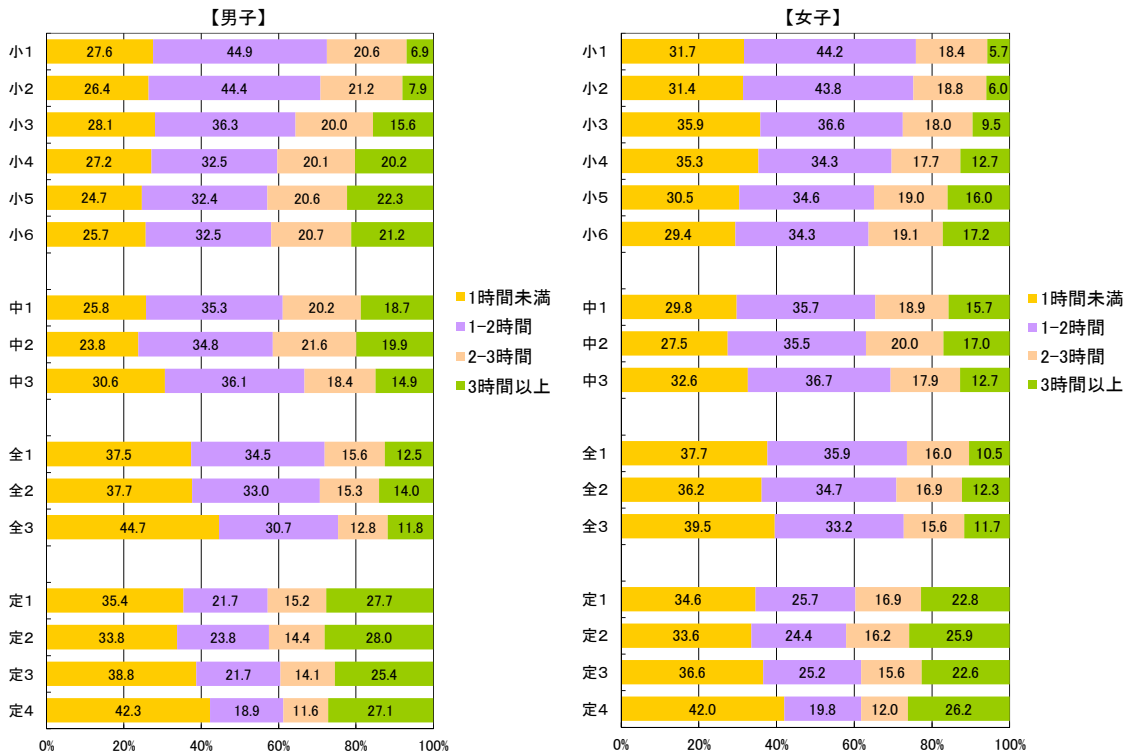 【男子】
小1 27.6 44.9 20.6 6.9
小2 26.4 44.4 21.2 7.9
小3 28.1 36.3 20.0 15.6
小4 27.2 32.5 20.1 20.2
小5 24.7 32.4 20.6 22.3
小6 25.7 32.5 20.7 21.2
中1 25.8 35.3 20.2 18.7
中2 23.8 34.8 21.6 19.9
中3 30.6 36.1 18.4 14.9
全1 37.5 34.5 15.6 12.5
全2 37.7 33.0 15.3 14.0
全3 44.7 30.7 12.8 11.8
定1 35.4 21.7 15.2 27.7
定2 33.8 23.8 14.4 28.0
定3 38.8 21.7 14.1 25.4
定4 42.3 18.9 11.6 27.1
0% 20% 40% 60% 80% 100%
1時間未満
1-2時間
2-3時間
3時間以上
【女子】
小1 31.7 44.2 18.4 5.7
小2 31.4 43.8 18.8 6.0
小3 35.9 36.6 18.0 9.5
小4 35.3 34.3 17.7 12.7
小5 30.5 34.6 19.0 16.0
小6 29.4 34.3 19.1 17.2
中1 29.8 35.7 18.9 15.7
中2 27.5 35.5 20.0 17.0
中3 32.6 36.7 17.9 12.7
全1 37.7 35.9 16.0 10.5
全2 36.2 34.7 16.9 12.3
全3 39.5 33.2 15.6 11.7
定1 34.6 25.7 16.9 22.8
定2 33.6 24.4 16.2 25.9
定3 36.6 25.2 15.6 22.6
定4 42.0 19.8 12.0 26.2
0% 20% 40% 60% 80% 100%
1時間未満
1-2時間
2-3時間
3時間以上